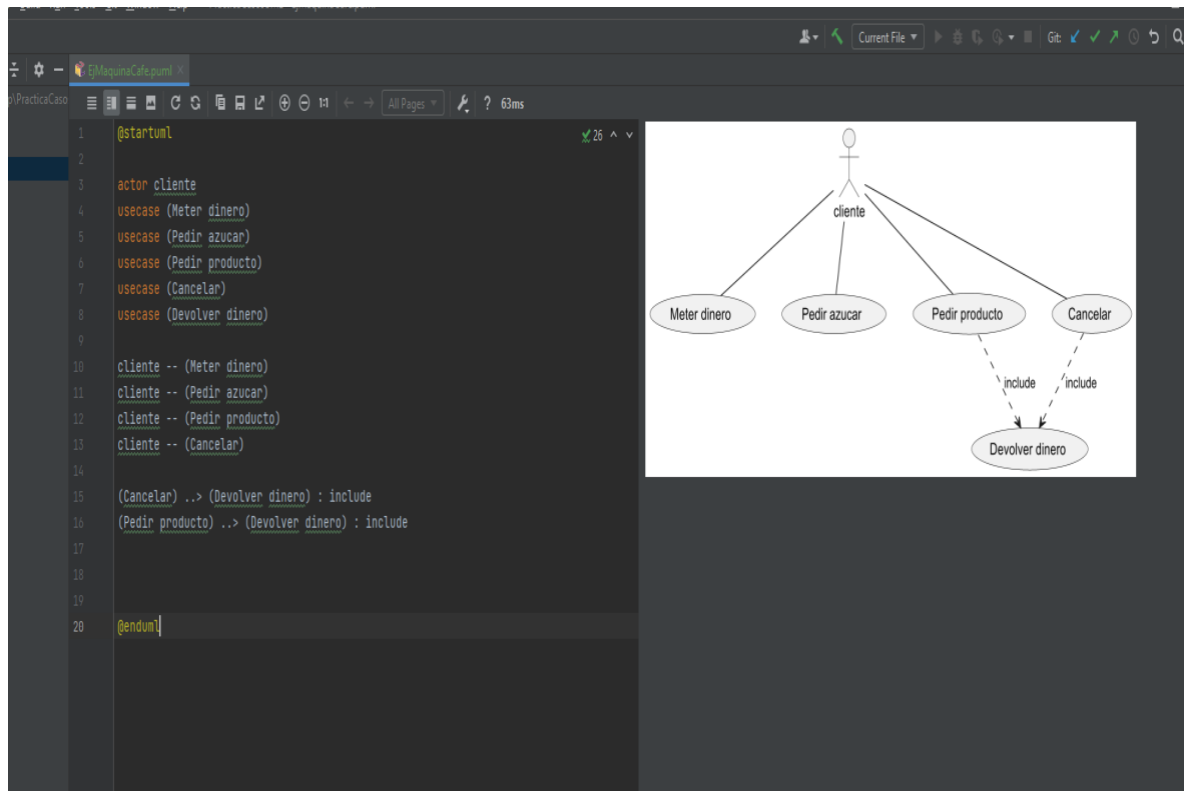 Current File
Git:
EjMaquinaCafe.puml
p\PracticaCaso
1:1
All Pages
? 63ms
1 @startuml
26
2
3 actor cliente
4 usecase (Meter dinero)
5 usecase (Pedir azucar)
6 usecase (Pedir producto)
7 usecase (Cancelar)
8 usecase (Devolver dinero)
9
10 cliente -- (Meter dinero)
11 cliente -- (Pedir azucar)
12 cliente -- (Pedir producto)
13 cliente -- (Cancelar)
14
15 (Cancelar) ..> (Devolver dinero) : include
16 (Pedir producto) ..> (Devolver dinero) : include
17
18
19
20 @enduml
cliente
Meter dinero
Pedir azucar
Pedir producto
Cancelar
include
include
Devolver dinero